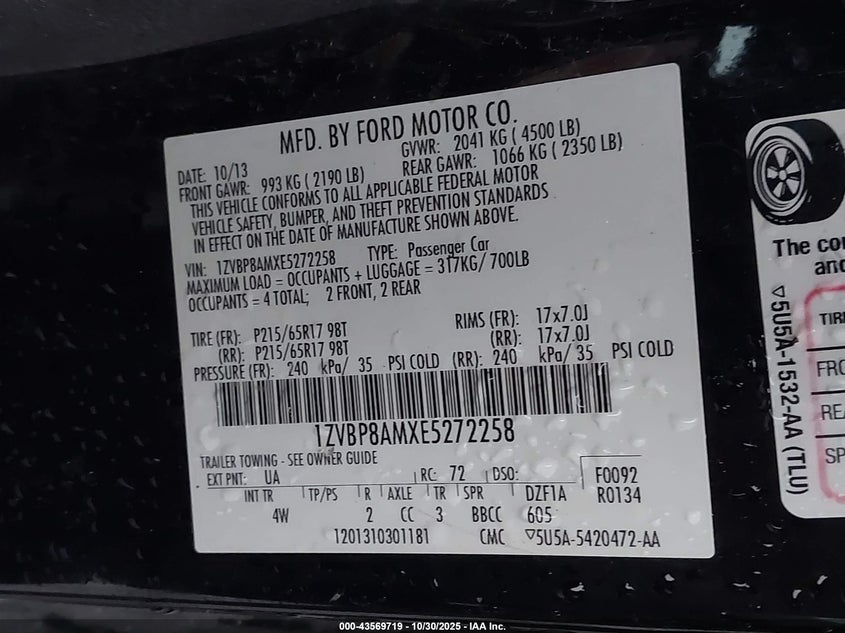 MFD. BY FORD MOTOR CO.
DATE: 10/13 GVWR: 2041 KG ( 4500 LB)
FRONT GAWR: 993 KG ( 2190 LB) REAR GAWR: 1066 KG ( 2350 LB)
THIS VEHICLE CONFORMS TO ALL APPLICABLE FEDERAL MOTOR
VEHICLE SAFETY, BUMPER, AND THEFT PREVENTION STANDARDS
IN EFFECT ON THE DATE OF MANUFACTURE SHOWN ABOVE.
VIN: 1ZVBP8AMXE5272258 TYPE: Passenger Car
MAXIMUM LOAD = OCCUPANTS + LUGGAGE = 317KG/ 700LB
OCCUPANTS = 4 TOTAL; 2 FRONT, 2 REAR
TIRE (FR): P215/65R17 98T RIMS (FR): 17x7.0J
(RR): P215/65R17 98T (RR): 17x7.0J
PRESSURE (FR): 240 kPa/ 35 PSI COLD (RR): 240 kPa/ 35 PSI COLD
1ZVBP8AMXE5272258
TRAILER TOWING - SEE OWNER GUIDE
EXT PNT: UA RC: 72 DSO: F0092
INT TR TP/PS R AXLE TR SPR DZF1A R0134
4W 2 CC 3 BBCC 605
1201310301181 CMC ▽5U5A-5420472-AA
The co
and
▽5U5A-1532-AA (TLU)
TIRE
FRO
REA
SP
000-43569719 - 10/30/2025 - IAA Inc.